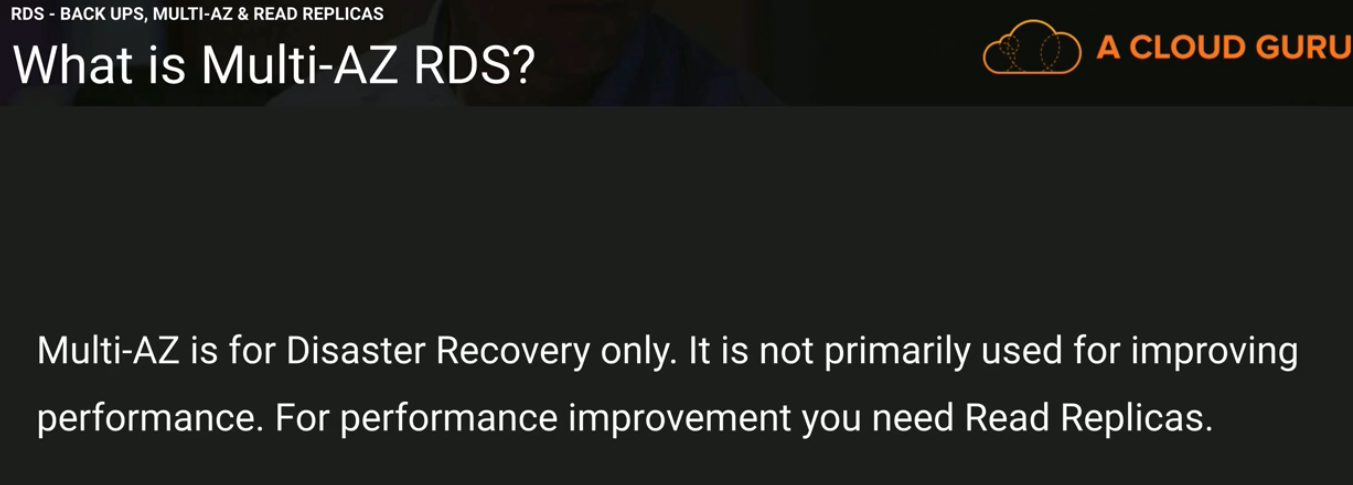 RDS - BACK UPS, MULTI-AZ & READ REPLICAS
What is Multi-AZ RDS?
A CLOUD GURU
Multi-AZ is for Disaster Recovery only. It is not primarily used for improving
performance. For performance improvement you need Read Replicas.